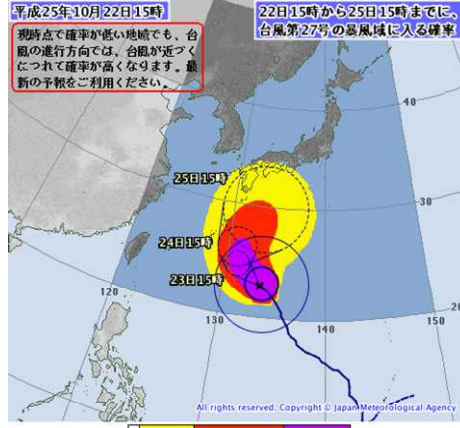 平成25年10月22日15時
22日15時から25日15時までに、
台風第27号の暴風域に入る確率
現時点で確率が低い地域でも、台
風の進行方向では、台風が近づく
につれて確率が高くなります。最
新の予報をご利用ください。
40
25日15時
30
24日15時
23日15時
120
130
140
150
20
All rights reserved. Copyright © Japan Meteorological Agency